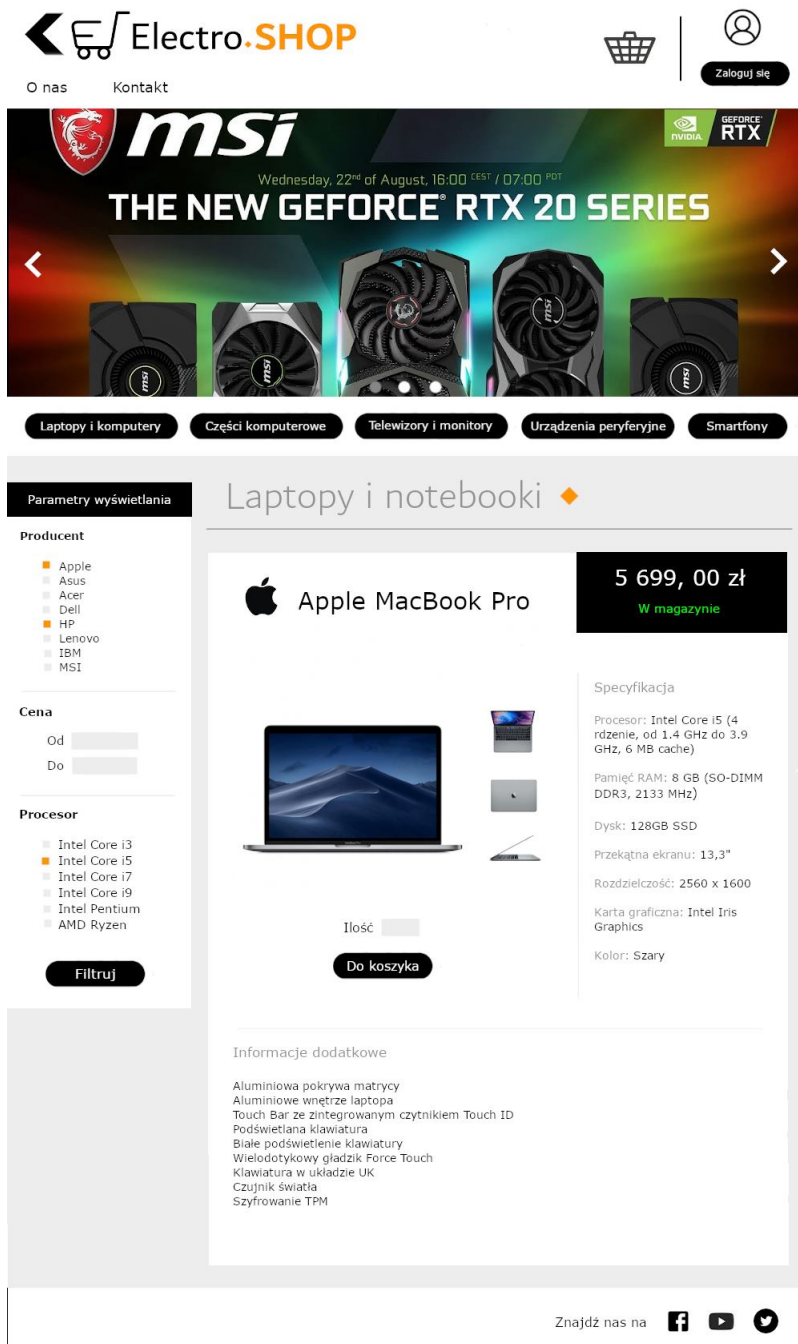 Electro.SHOP
Zaloguj się
O nas
Kontakt
msi
NVIDIA.
GEFORCE
RTX
Wednesday, 22nd of August, 16:00 CEST / 07:00 PDT
THE NEW GEFORCE® RTX 20 SERIES
msi
msi
msi
msi
Laptopy i komputery
Części komputerowe
Telewizory i monitory
Urządzenia peryferyjne
Smartfony
Parametry wyświetlania
Producent
Apple
Asus
Acer
Dell
HP
Lenovo
IBM
MSI
Cena
Od
Do
Procesor
Intel Core i3
Intel Core i5
Intel Core i7
Intel Core i9
Intel Pentium
AMD Ryzen
Filtruj
Laptopy i notebooki
Apple MacBook Pro
5 699, 00 zł
W magazynie
Ilość
Do koszyka
Specyfikacja
Procesor: Intel Core i5 (4
rdzenie, od 1.4 GHz do 3.9
GHz, 6 MB cache)
Pamięć RAM: 8 GB (SO-DIMM
DDR3, 2133 MHz)
Dysk: 128GB SSD
Przekątna ekranu: 13,3"
Rozdzielczość: 2560 x 1600
Karta graficzna: Intel Iris
Graphics
Kolor: Szary
Informacje dodatkowe
Aluminiowa pokrywa matrycy
Aluminiowe wnętrze laptopa
Touch Bar ze zintegrowanym czytnikiem Touch ID
Podświetlana klawiatura
Białe podświetlenie klawiatury
Wielodotykowy gładzik Force Touch
Klawiatura w układzie UK
Czujnik światła
Szyfrowanie TPM
Znajdź nas na